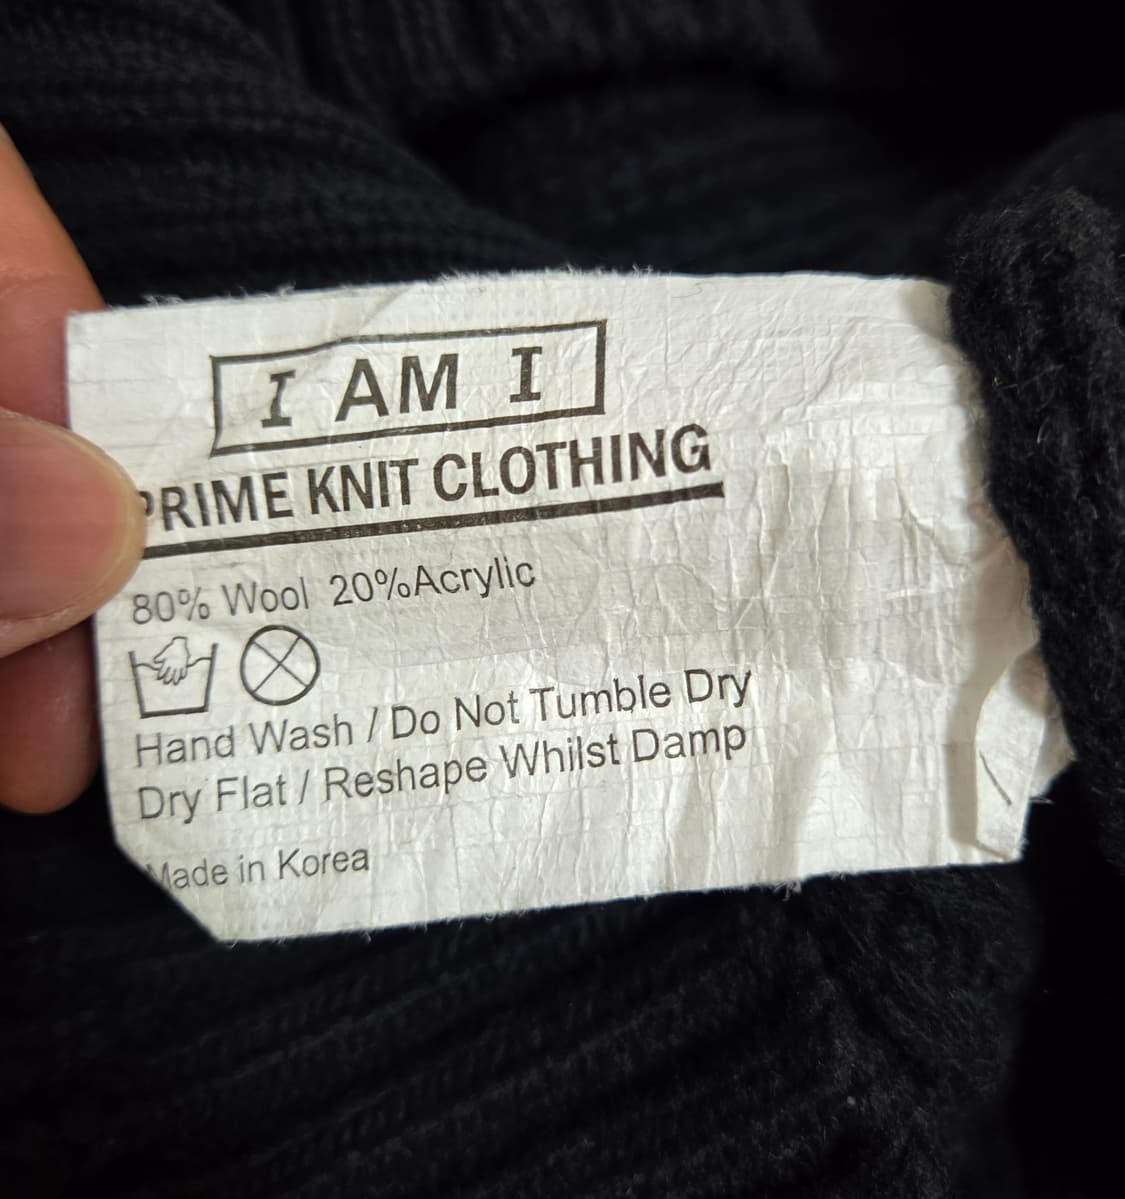 I AM I
PRIME KNIT CLOTHING
80% Wool 20%Acrylic
Hand Wash / Do Not Tumble Dry
Dry Flat / Reshape Whilst Damp
Made in Korea